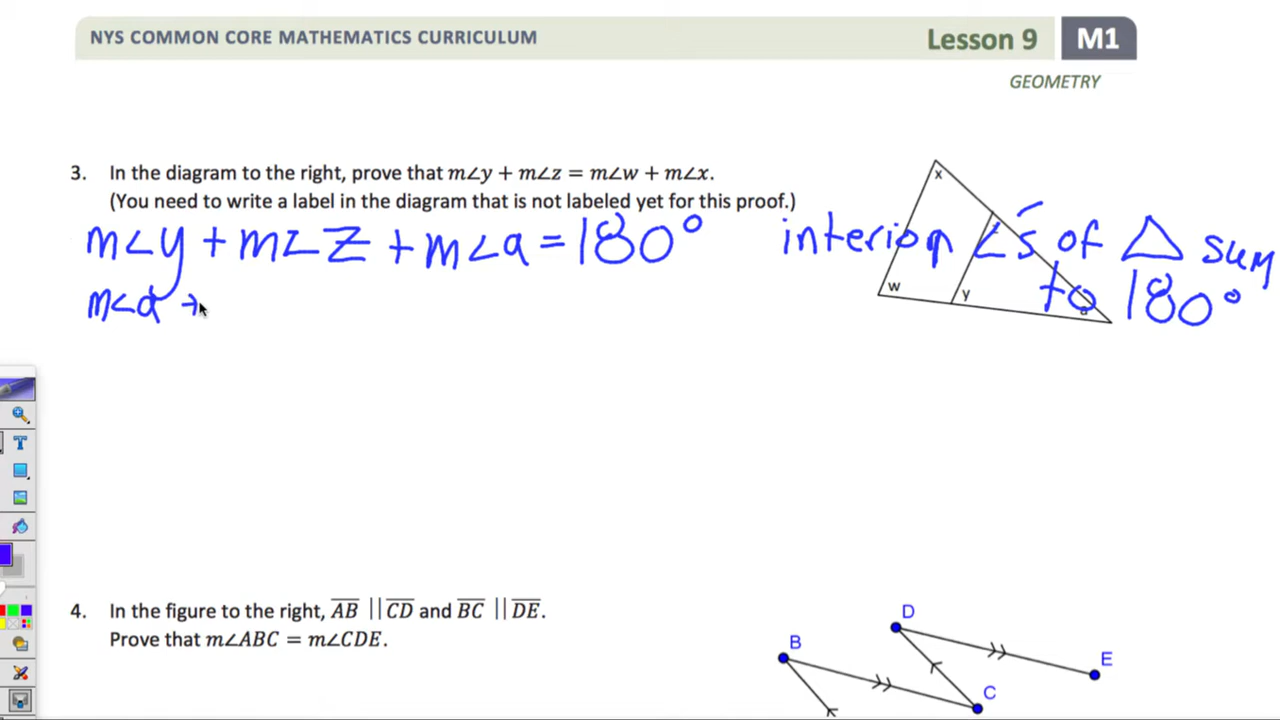 NYS COMMON CORE MATHEMATICS CURRICULUM
Lesson 9
M1
GEOMETRY
3. In the diagram to the right, prove that m∠y + m∠z = m∠w + m∠x.
(You need to write a label in the diagram that is not labeled yet for this proof.)
m∠y + m∠z + m∠a = 180° interior ∠s of △ sum
to 180°
m∠a +
x
z
w
y
a
4. In the figure to the right, AB || CD and BC || DE.
Prove that m∠ABC = m∠CDE.
D
B
E
C
T